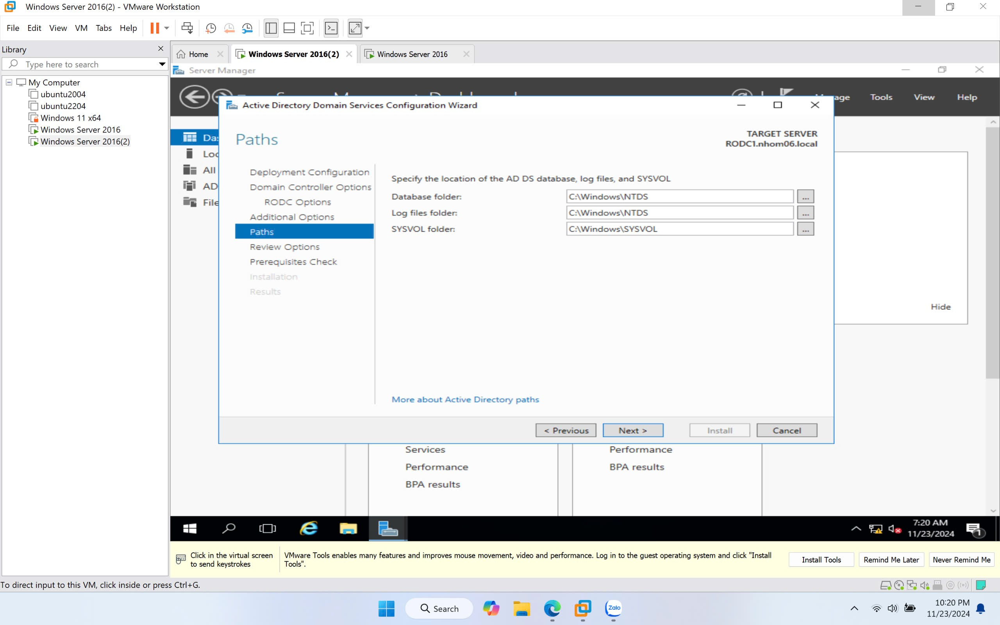 Windows Server 2016(2) - VMware Workstation
File Edit View VM Tabs Help
Library
Type here to search
My Computer
ubuntu2004
ubuntu2204
Windows 11 x64
Windows Server 2016
Windows Server 2016(2)
Home
Windows Server 2016(2)
Windows Server 2016
Server Manager
Tools View Help
Active Directory Domain Services Configuration Wizard
Paths
TARGET SERVER
RODC1.nhom06.local
All
AD
Deployment Configuration
Domain Controller Options
RODC Options
Additional Options
Paths
Review Options
Prerequisites Check
Installation
Results
Specify the location of the AD DS database, log files, and SYSVOL
Database folder: C:\Windows\NTDS ...
Log files folder: C:\Windows\NTDS ...
SYSVOL folder: C:\Windows\SYSVOL ...
More about Active Directory paths
< Previous Next > Install Cancel
Hide
Services
Performance
BPA results
Performance
BPA results
7:20 AM
11/23/2024
1
Click in the virtual screen
to send keystrokes
VMware Tools enables many features and improves mouse movement, video and performance. Log in to the guest operating system and click "Install
Tools".
Install Tools
Remind Me Later
Never Remind Me
To direct input to this VM, click inside or press Ctrl+G.
Search
Zalo
10:20 PM
11/23/2024